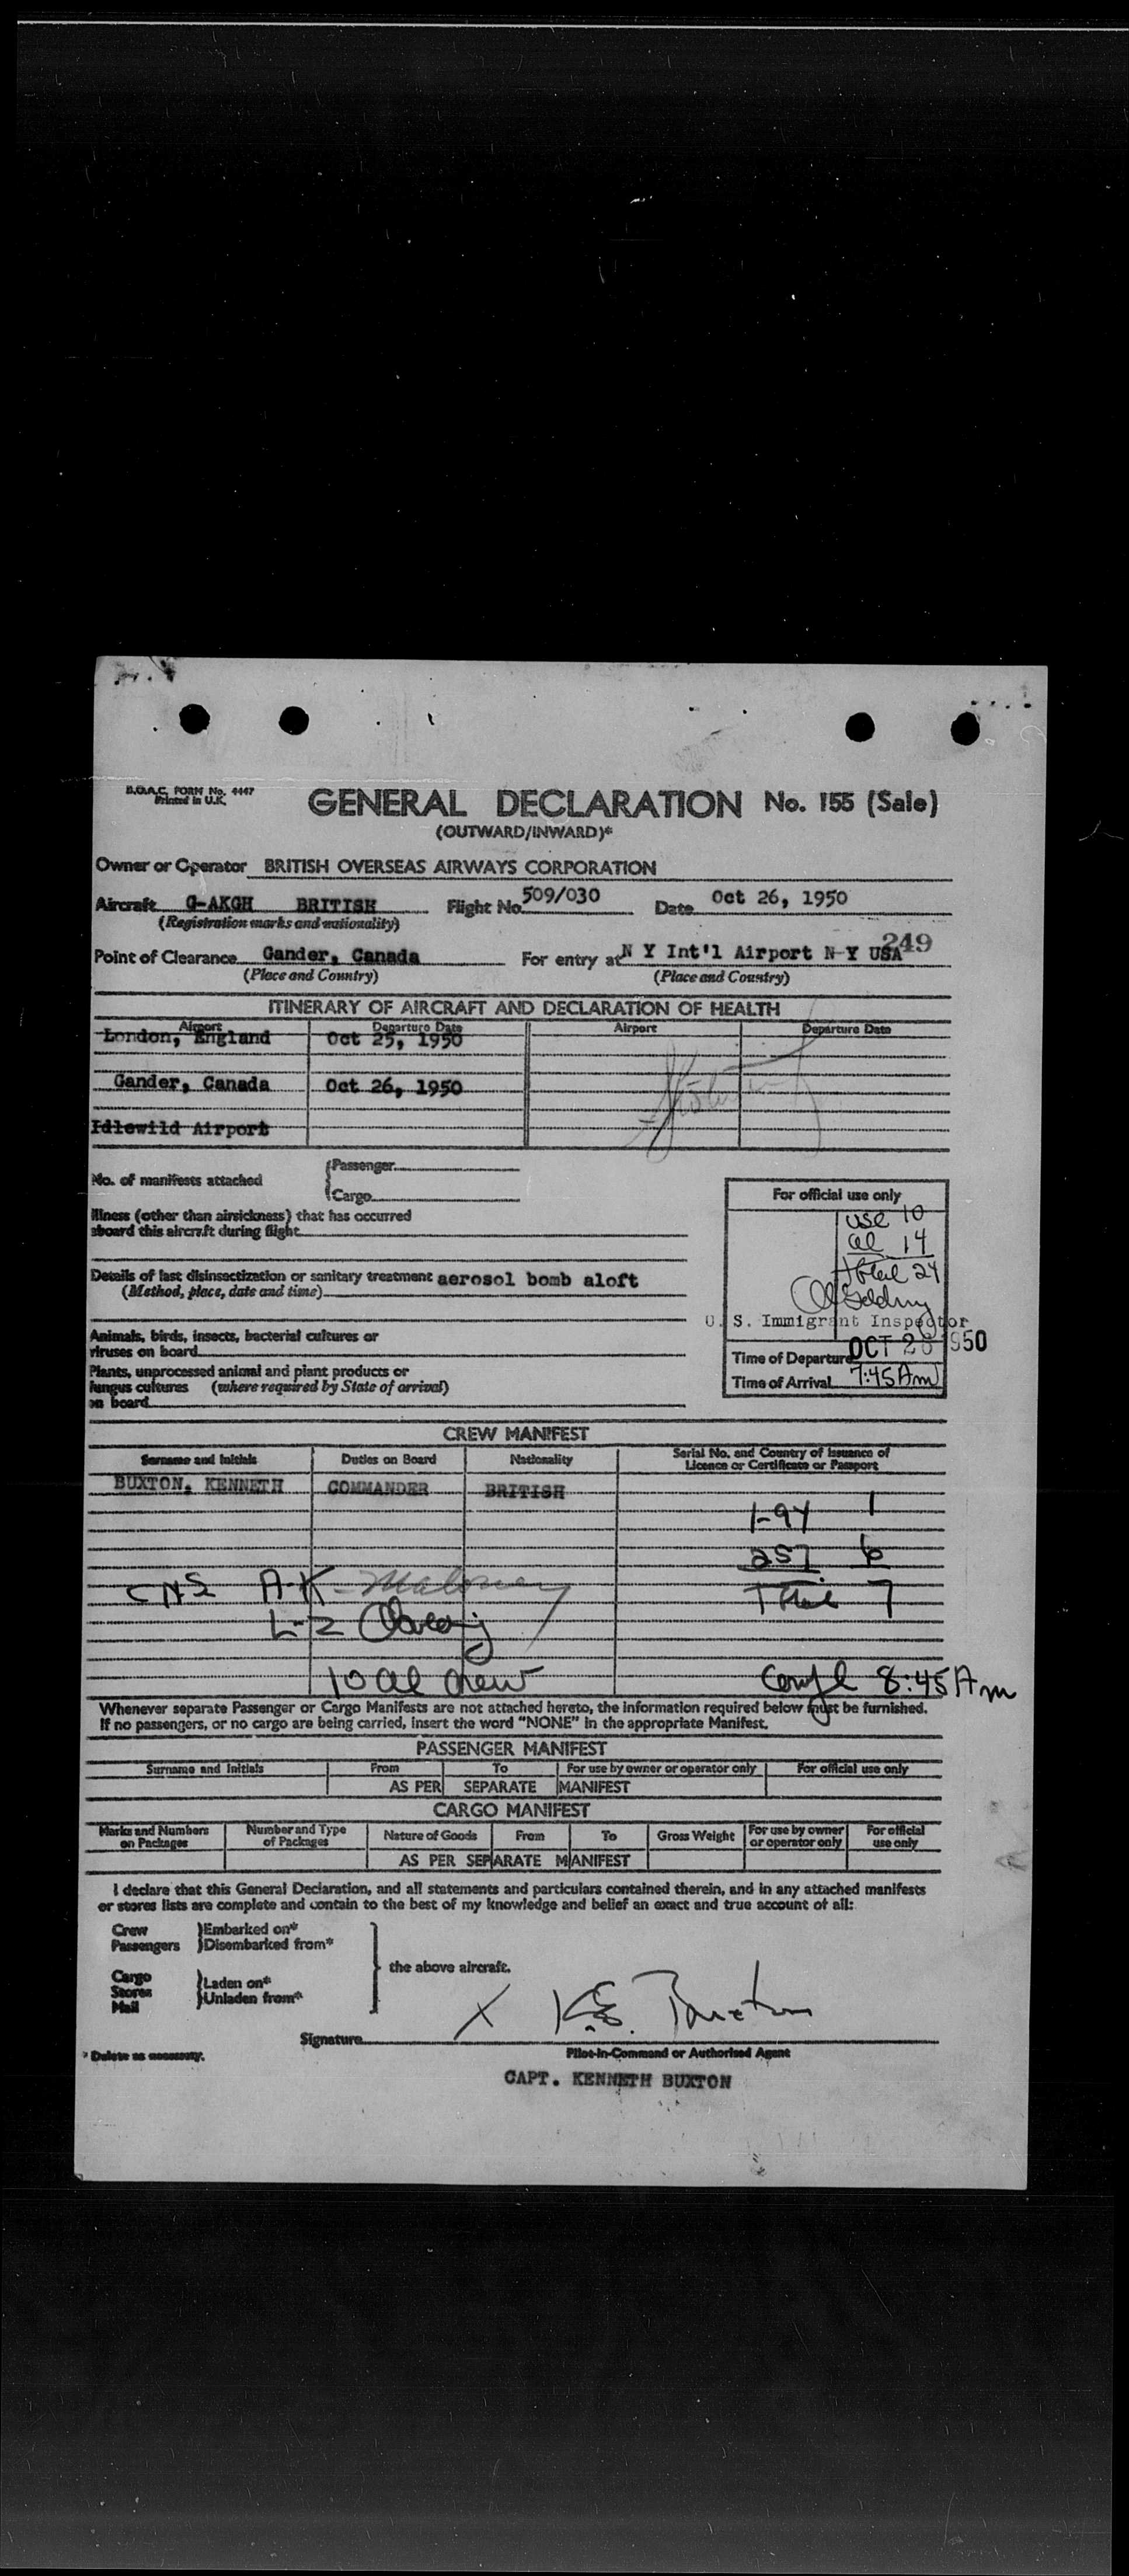 B.O.A.C. FORM No. 4447
Printed in U.K.
GENERAL DECLARATION No. 155 (Sale)
(OUTWARD/INWARD)*
Owner or Operator BRITISH OVERSEAS AIRWAYS CORPORATION
Aircraft G-AKGH BRITISH Flight No. 509/030 Date Oct 26, 1950
(Registration marks and nationality)
249
Point of Clearance Gander, Canada For entry at N Y Int'l Airport N Y USA
(Place and Country) (Place and Country)
ITINERARY OF AIRCRAFT AND DECLARATION OF HEALTH
Airport Departure Date Airport Departure Date
London, England Oct 25, 1950
Gander, Canada Oct 26, 1950
Idlewild Airport
No. of manifests attached
Passenger
Cargo
For official use only
USC 10
al 14
total 24
Illness (other than airsickness) that has occurred
aboard this aircraft during flight
Details of last disinsectization or sanitary treatment aerosol bomb aloft
(Method, place, date and time)
U. S. Immigrant Inspector
Animals, birds, insects, bacterial cultures or
viruses on board
Time of Departure OCT 26 1950
Plants, unprocessed animal and plant products or
fungus cultures (where required by State of arrival)
on board
Time of Arrival 7:45 Am
CREW MANIFEST
Surname and Initials Duties on Board Nationality Serial No. and Country of Issuance of
Licence or Certificate or Passport
BUXTON, KENNETH COMMANDER BRITISH
I-94 1
257 6
Total 7
CNS A-K - Maloney
L-Z
10 al crew
Compl 8:45 Am
Whenever separate Passenger or Cargo Manifests are not attached hereto, the information required below must be furnished.
If no passengers, or no cargo are being carried, insert the word "NONE" in the appropriate Manifest.
PASSENGER MANIFEST
Surname and Initials From To For use by owner or operator only For official use only
AS PER SEPARATE MANIFEST
CARGO MANIFEST
Marks and Numbers on Packages Number and Type of Packages Nature of Goods From To Gross Weight For use by owner or operator only For official use only
AS PER SEPARATE MANIFEST
I declare that this General Declaration, and all statements and particulars contained therein, and in any attached manifests
or stores lists are complete and contain to the best of my knowledge and belief an exact and true account of all:
Crew Embarked on*
Passengers Disembarked from*
the above aircraft.
Cargo Laden on*
Stores Unladen from*
Mail
X K.E. Buxton
Signature
* Delete as necessary. Pilot-in-Command or Authorised Agent
CAPT. KENNETH BUXTON